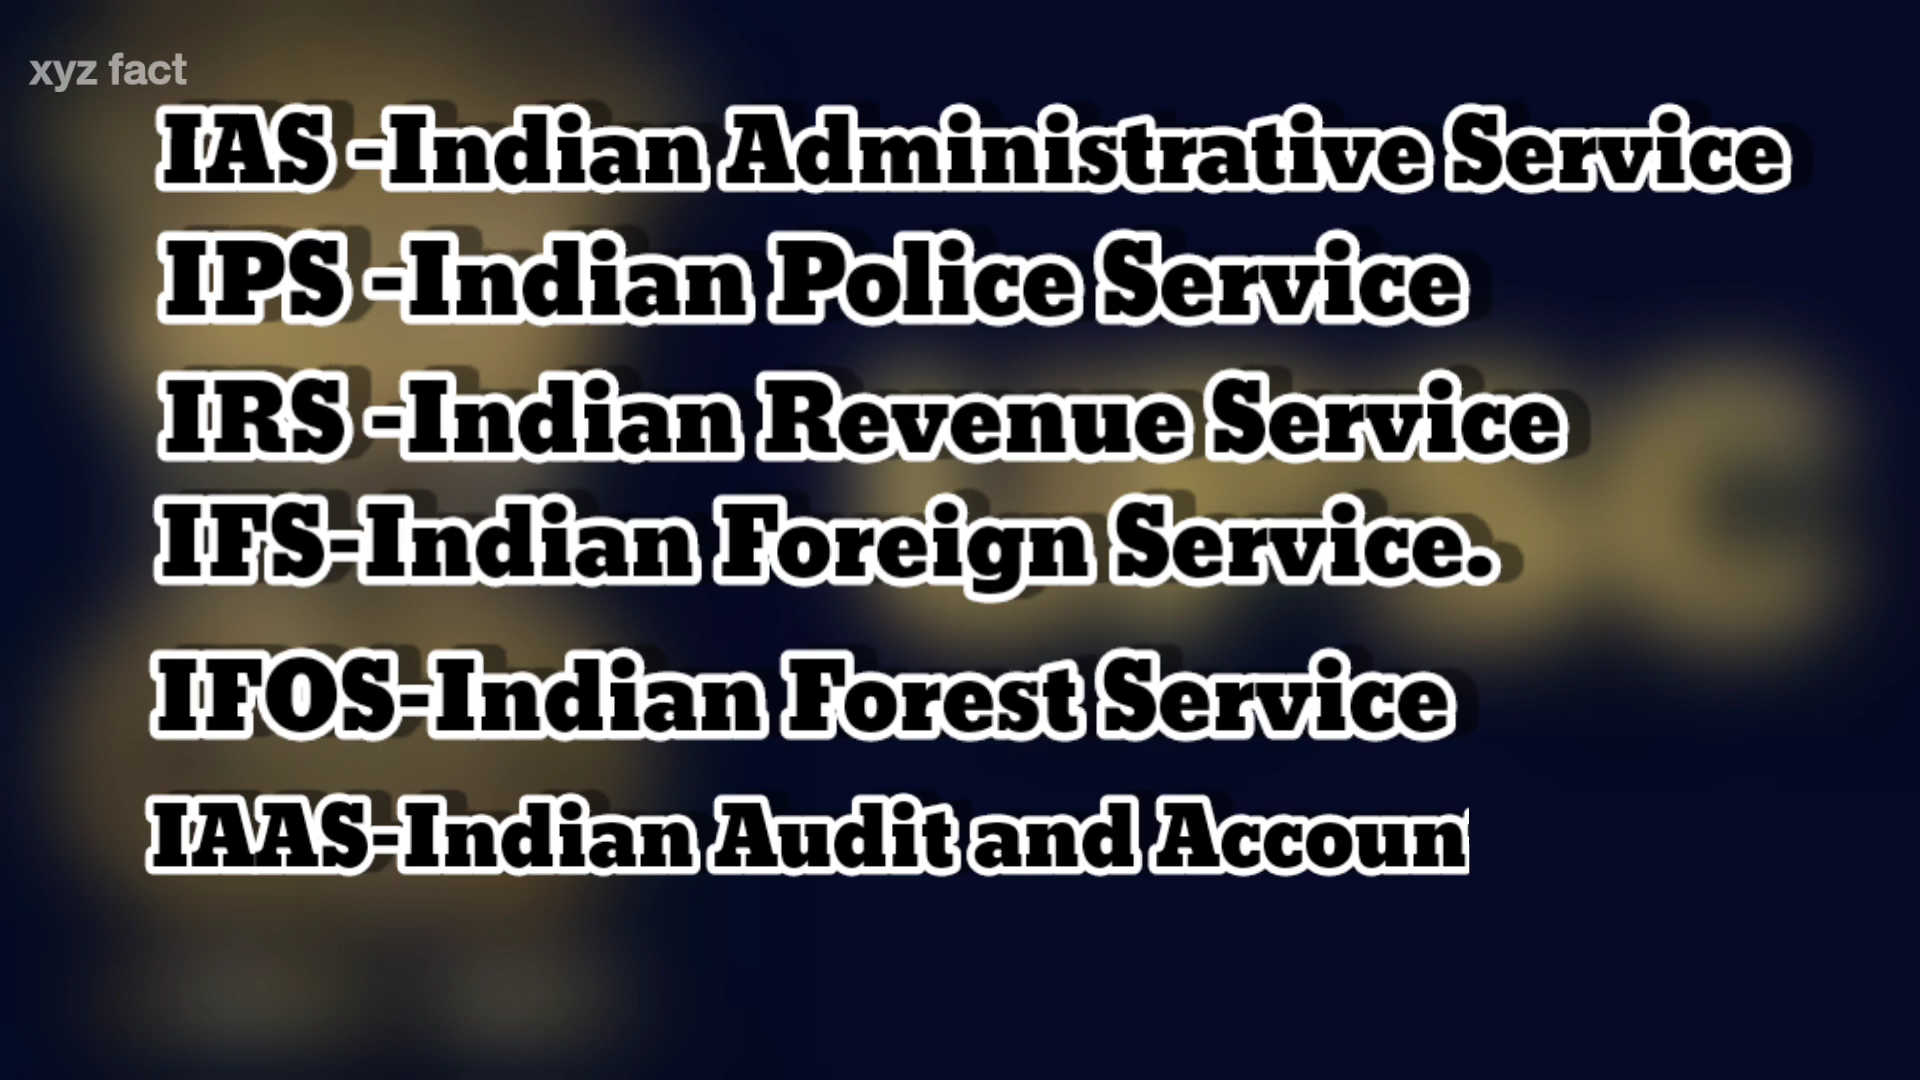 xyz fact
IAS -Indian Administrative Service
IPS -Indian Police Service
IRS -Indian Revenue Service
IFS-Indian Foreign Service.
IFOS-Indian Forest Service
IAAS-Indian Audit and Accoun